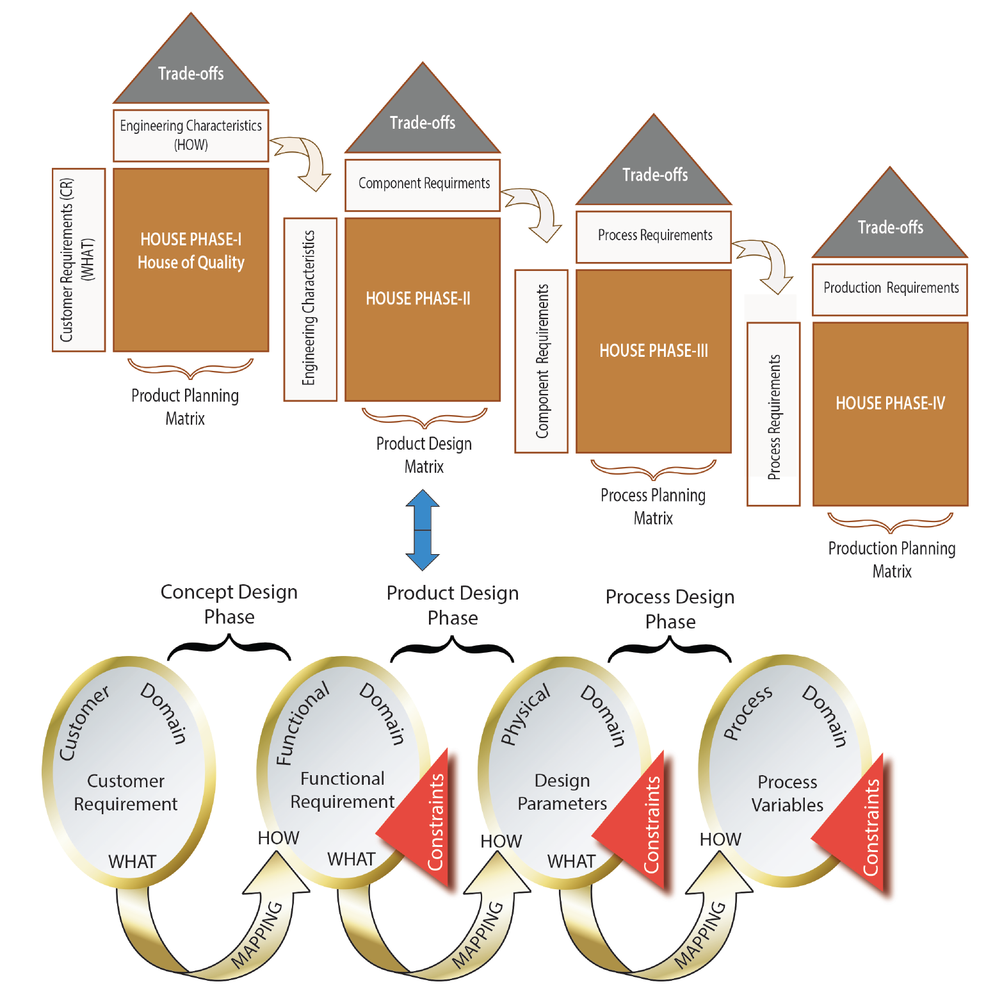 Trade-offs
Engineering Characteristics
(HOW)
Customer Requirements (CR)
(WHAT)
HOUSE PHASE-I
House of Quality
Product Planning
Matrix
Trade-offs
Component Requirments
Engineering Characteristics
HOUSE PHASE-II
Product Design
Matrix
Trade-offs
Process Requirements
Component Requirements
HOUSE PHASE-III
Process Planning
Matrix
Trade-offs
Production Requirements
Process Requirements
HOUSE PHASE-IV
Production Planning
Matrix
Concept Design
Phase
Product Design
Phase
Process Design
Phase
Customer Domain
Customer
Requirement
WHAT
MAPPING
HOW
Functional Domain
Functional
Requirement
WHAT
Constraints
MAPPING
HOW
Physical Domain
Design
Parameters
WHAT
Constraints
MAPPING
HOW
Process Domain
Process
Variables
Constraints